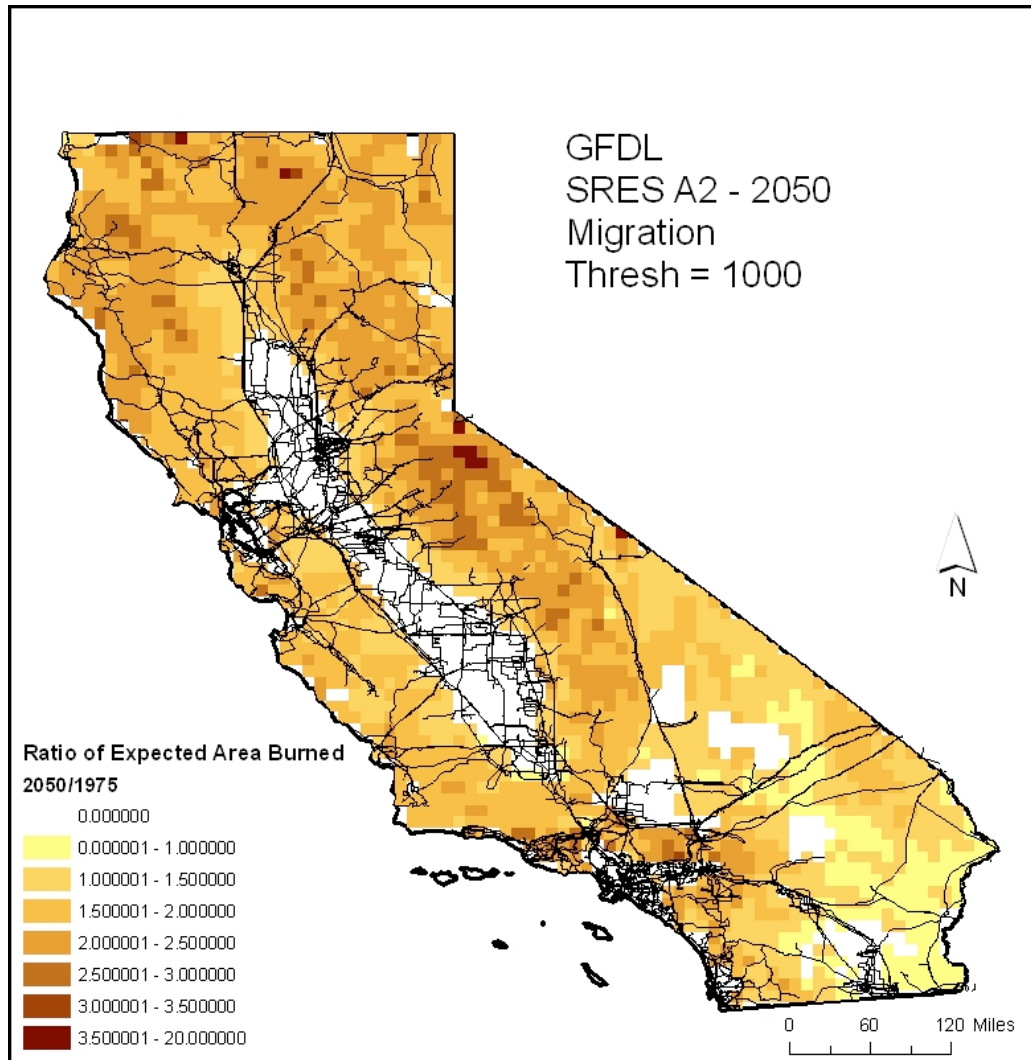 GFDL
SRES A2 - 2050
Migration
Thresh = 1000
N
Ratio of Expected Area Burned
2050/1975
0.000000
0.000001 - 1.000000
1.000001 - 1.500000
1.500001 - 2.000000
2.000001 - 2.500000
2.500001 - 3.000000
3.000001 - 3.500000
3.500001 - 20.000000
0 60 120 Miles